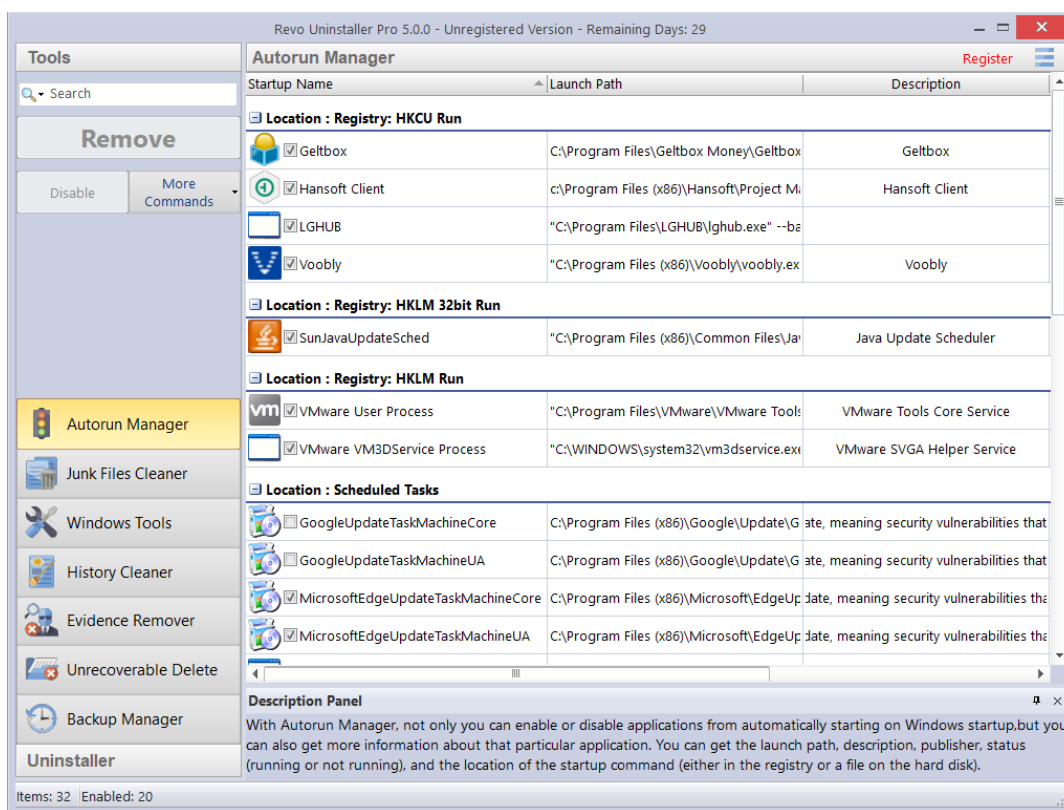 Revo Uninstaller Pro 5.0.0 - Unregistered Version - Remaining Days: 29
Tools
Search
Remove
Disable
More
Commands
Autorun Manager
Junk Files Cleaner
Windows Tools
History Cleaner
Evidence Remover
Unrecoverable Delete
Backup Manager
Uninstaller
Autorun Manager Register
Startup Name Launch Path Description
Location : Registry: HKCU Run
Geltbox C:\Program Files\Geltbox Money\Geltbox Geltbox
Hansoft Client c:\Program Files (x86)\Hansoft\Project Ma Hansoft Client
LGHUB "C:\Program Files\LGHUB\lghub.exe" --ba
Voobly "C:\Program Files (x86)\Voobly\voobly.ex Voobly
Location : Registry: HKLM 32bit Run
SunJavaUpdateSched "C:\Program Files (x86)\Common Files\Jav Java Update Scheduler
Location : Registry: HKLM Run
vm VMware User Process "C:\Program Files\VMware\VMware Tools VMware Tools Core Service
VMware VM3DService Process "C:\WINDOWS\system32\vm3dservice.exe VMware SVGA Helper Service
Location : Scheduled Tasks
GoogleUpdateTaskMachineCore C:\Program Files (x86)\Google\Update\G ate, meaning security vulnerabilities that
GoogleUpdateTaskMachineUA C:\Program Files (x86)\Google\Update\G ate, meaning security vulnerabilities that
MicrosoftEdgeUpdateTaskMachineCore C:\Program Files (x86)\Microsoft\EdgeUp date, meaning security vulnerabilities tha
MicrosoftEdgeUpdateTaskMachineUA C:\Program Files (x86)\Microsoft\EdgeUp date, meaning security vulnerabilities tha
Description Panel
With Autorun Manager, not only you can enable or disable applications from automatically starting on Windows startup,but you
can also get more information about that particular application. You can get the launch path, description, publisher, status
(running or not running), and the location of the startup command (either in the registry or a file on the hard disk).
Items: 32 Enabled: 20